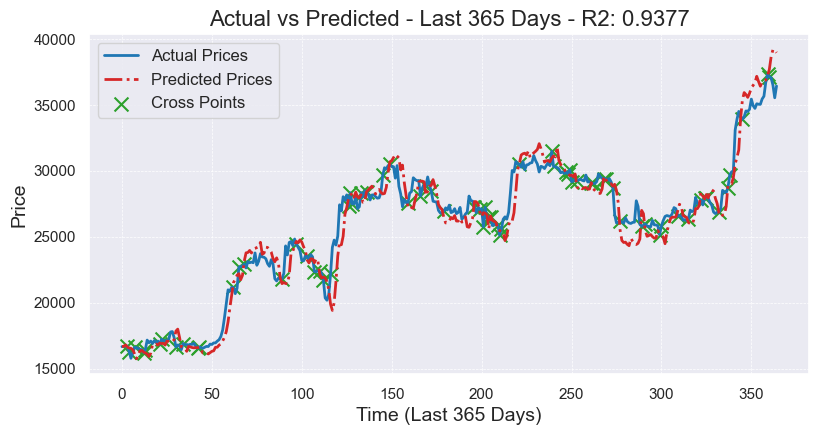 Actual vs Predicted - Last 365 Days - R2: 0.9377
40000
35000
30000
25000
20000
15000
Price
Actual Prices
Predicted Prices
Cross Points
0 50 100 150 200 250 300 350
Time (Last 365 Days)